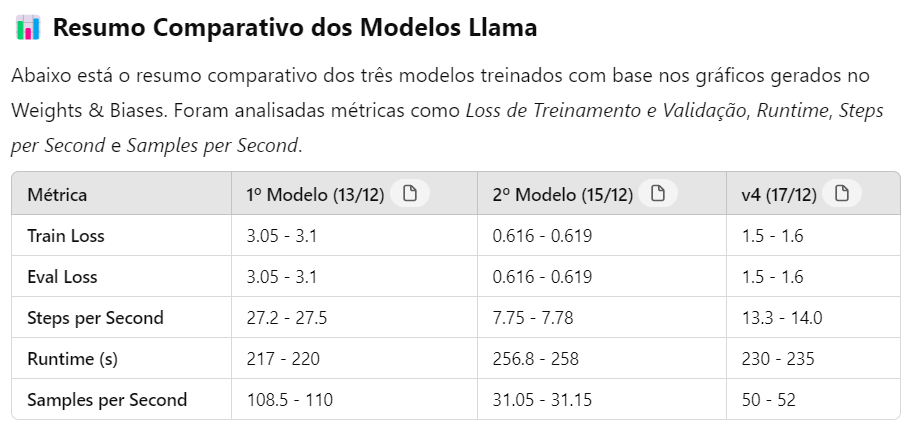 Resumo Comparativo dos Modelos Llama
Abaixo está o resumo comparativo dos três modelos treinados com base nos gráficos gerados no
Weights & Biases. Foram analisadas métricas como Loss de Treinamento e Validação, Runtime, Steps
per Second e Samples per Second.
Métrica 1º Modelo (13/12) 2º Modelo (15/12) v4 (17/12)
Train Loss 3.05 - 3.1 0.616 - 0.619 1.5 - 1.6
Eval Loss 3.05 - 3.1 0.616 - 0.619 1.5 - 1.6
Steps per Second 27.2 - 27.5 7.75 - 7.78 13.3 - 14.0
Runtime (s) 217 - 220 256.8 - 258 230 - 235
Samples per Second 108.5 - 110 31.05 - 31.15 50 - 52